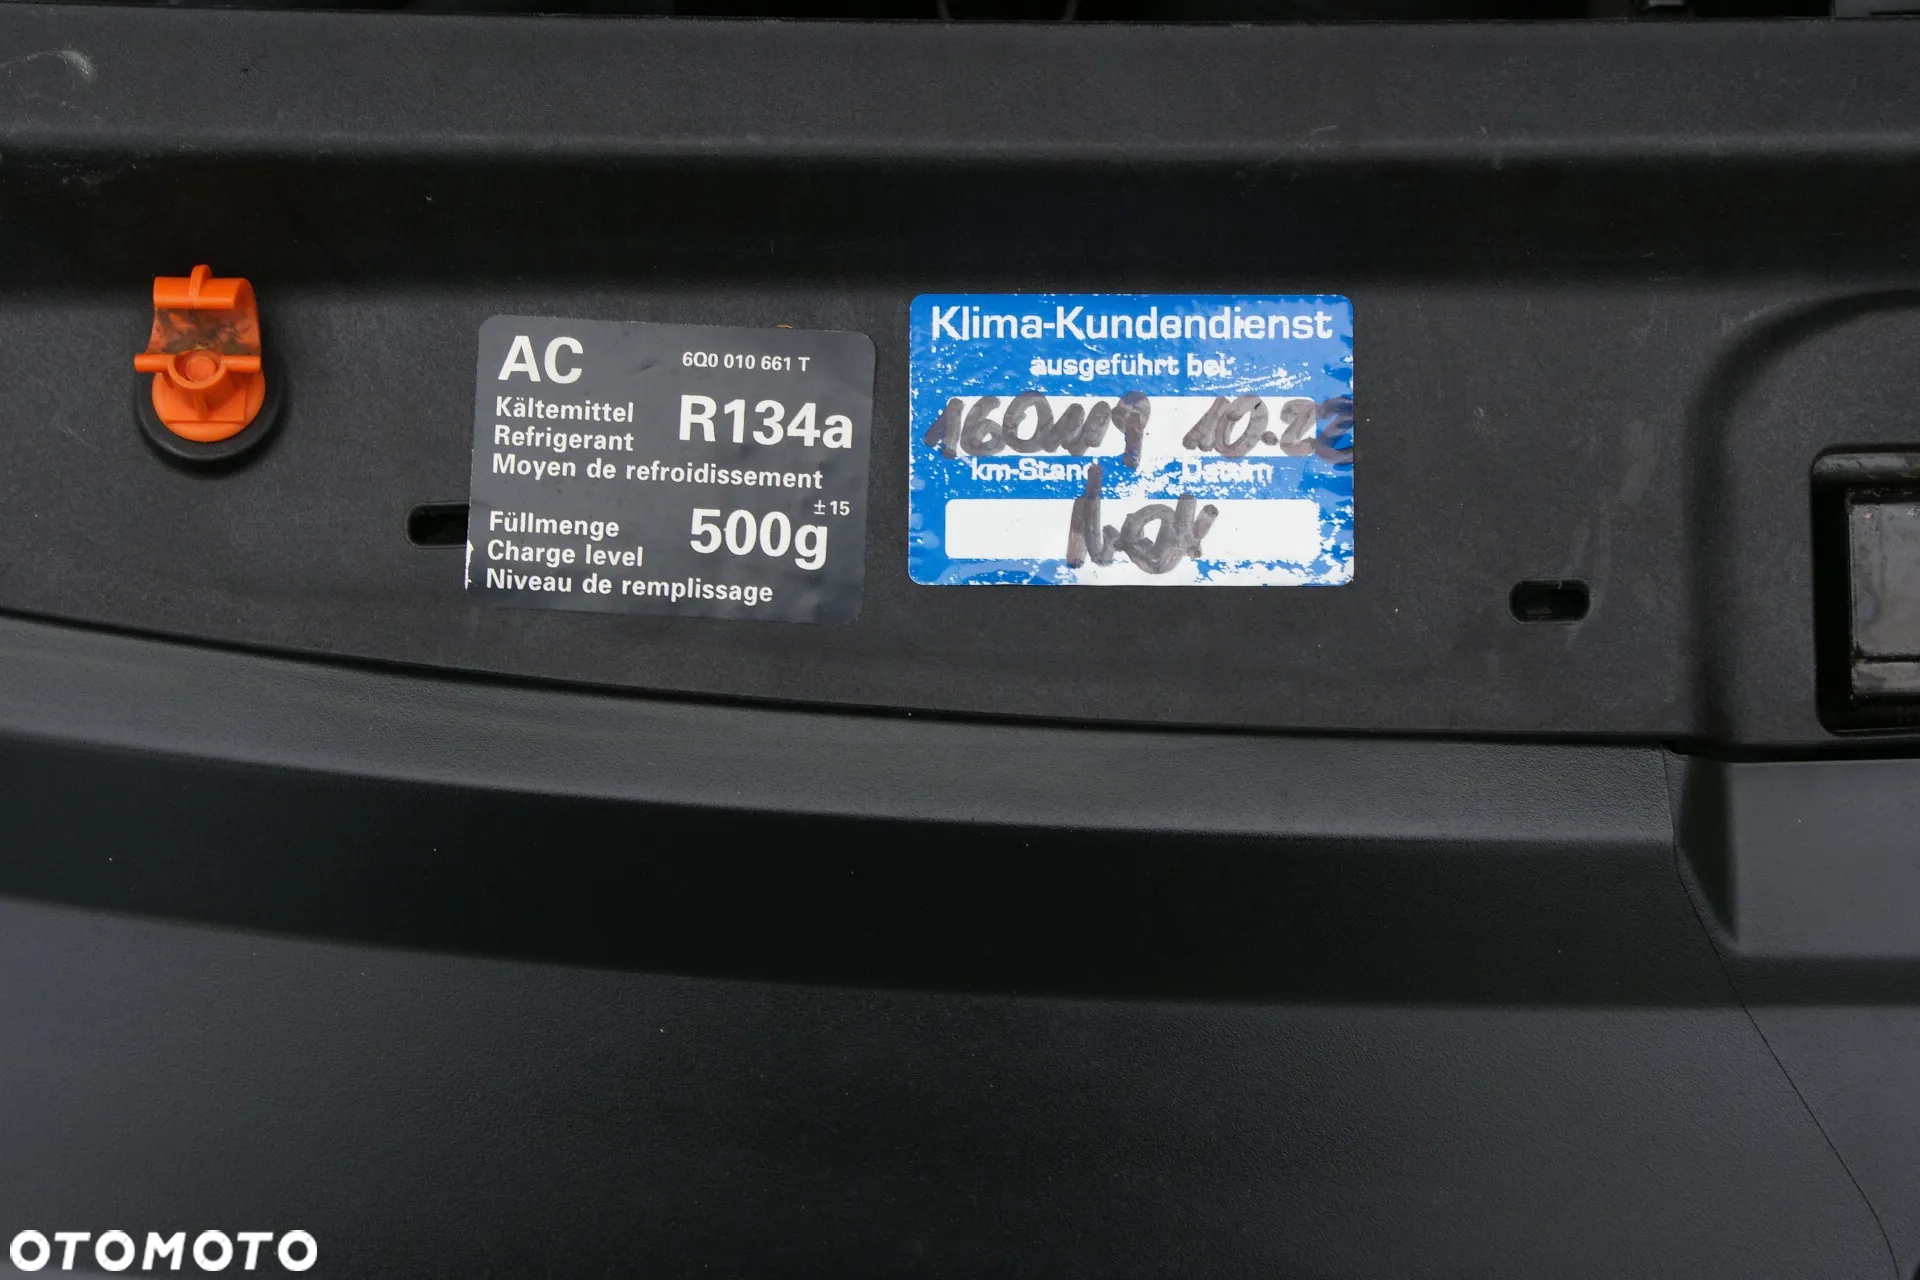 AC 6Q0 010 661 T
Kältemittel R134a
Refrigerant
Moyen de refroidissement
Füllmenge 500g ±15
Charge level
Niveau de remplissage
Klima-Kundendienst
ausgeführt bei:
160119 10.23
km-Stand Datum
OTOMOTO